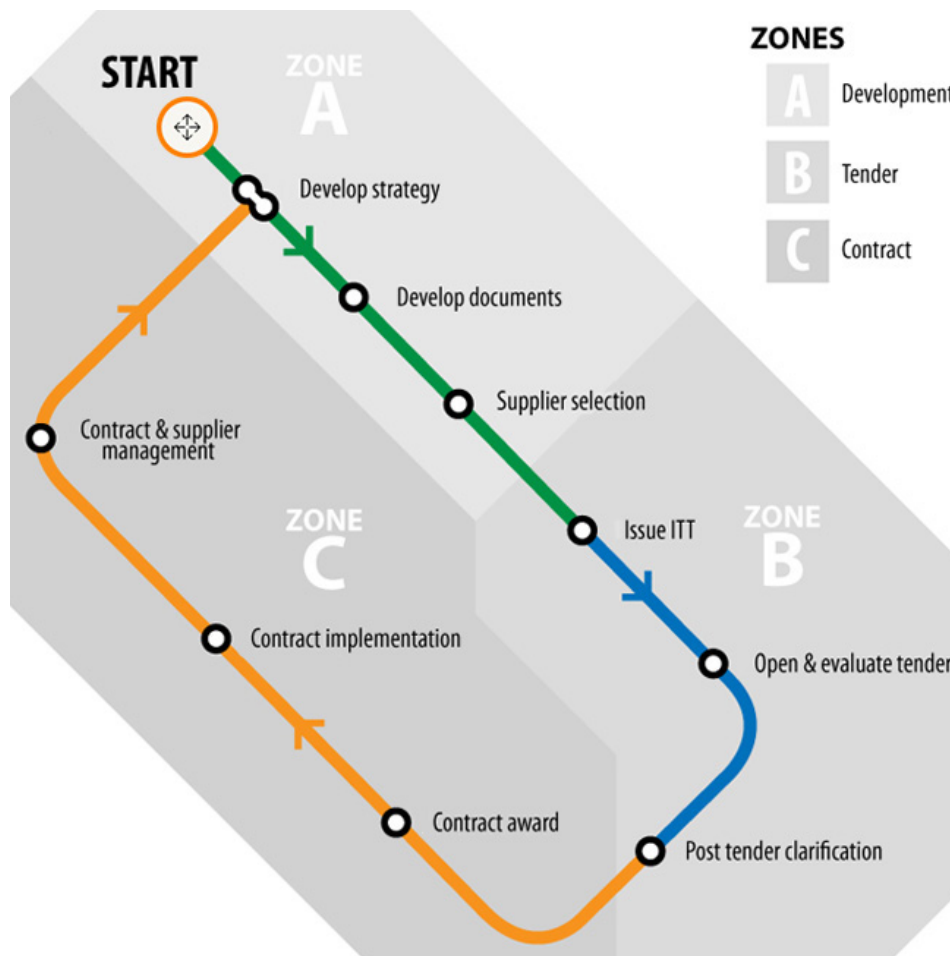 START
ZONE
A
ZONES
A
Development
B
Tender
C
Contract
Develop strategy
Develop documents
Supplier selection
Contract & supplier
management
ZONE
C
Issue ITT
ZONE
B
Contract implementation
Open & evaluate tender
Contract award
Post tender clarification